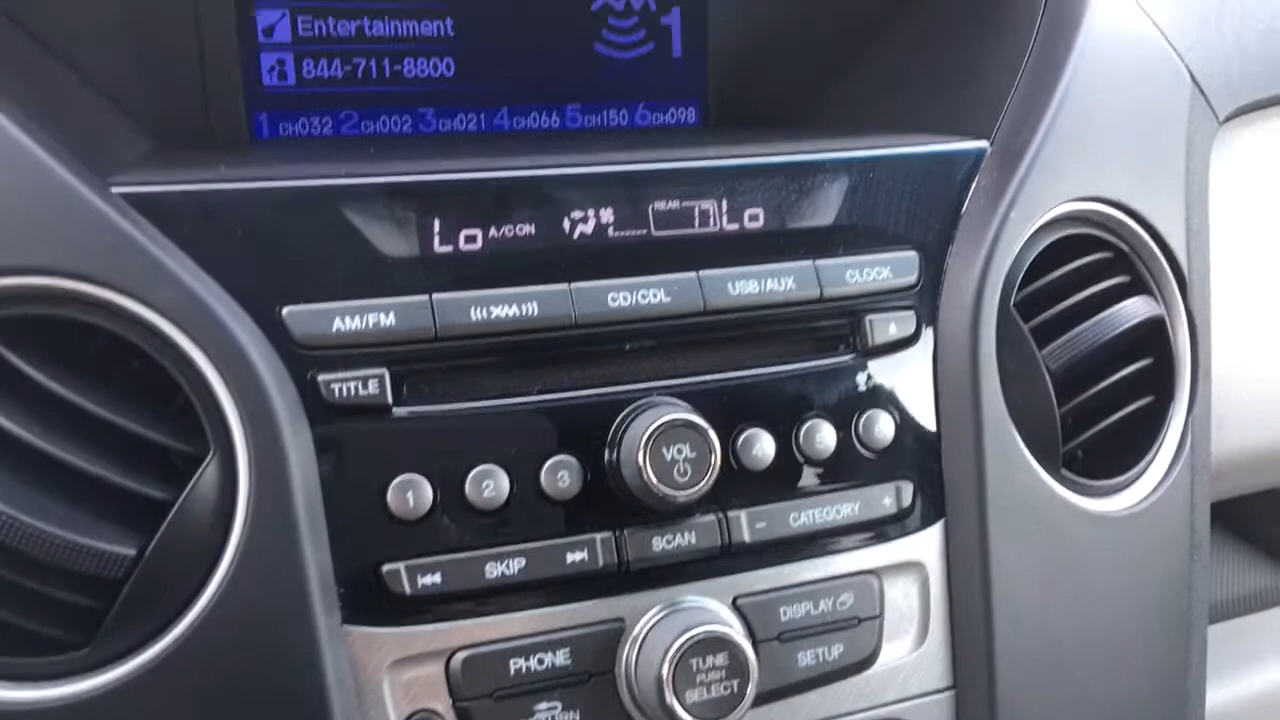 Entertainment
1
844-711-8800
1 CH032 2 CH002 3 CH021 4 CH066 5 CH150 6 CH098
Lo A/C ON REAR 17 Lo
AM/FM XM CD/CDL USB/AUX CLOCK
TITLE
1 2 3 VOL 4 5 6
SKIP SCAN - CATEGORY +
DISPLAY
PHONE TUNE SETUP
PUSH
SELECT